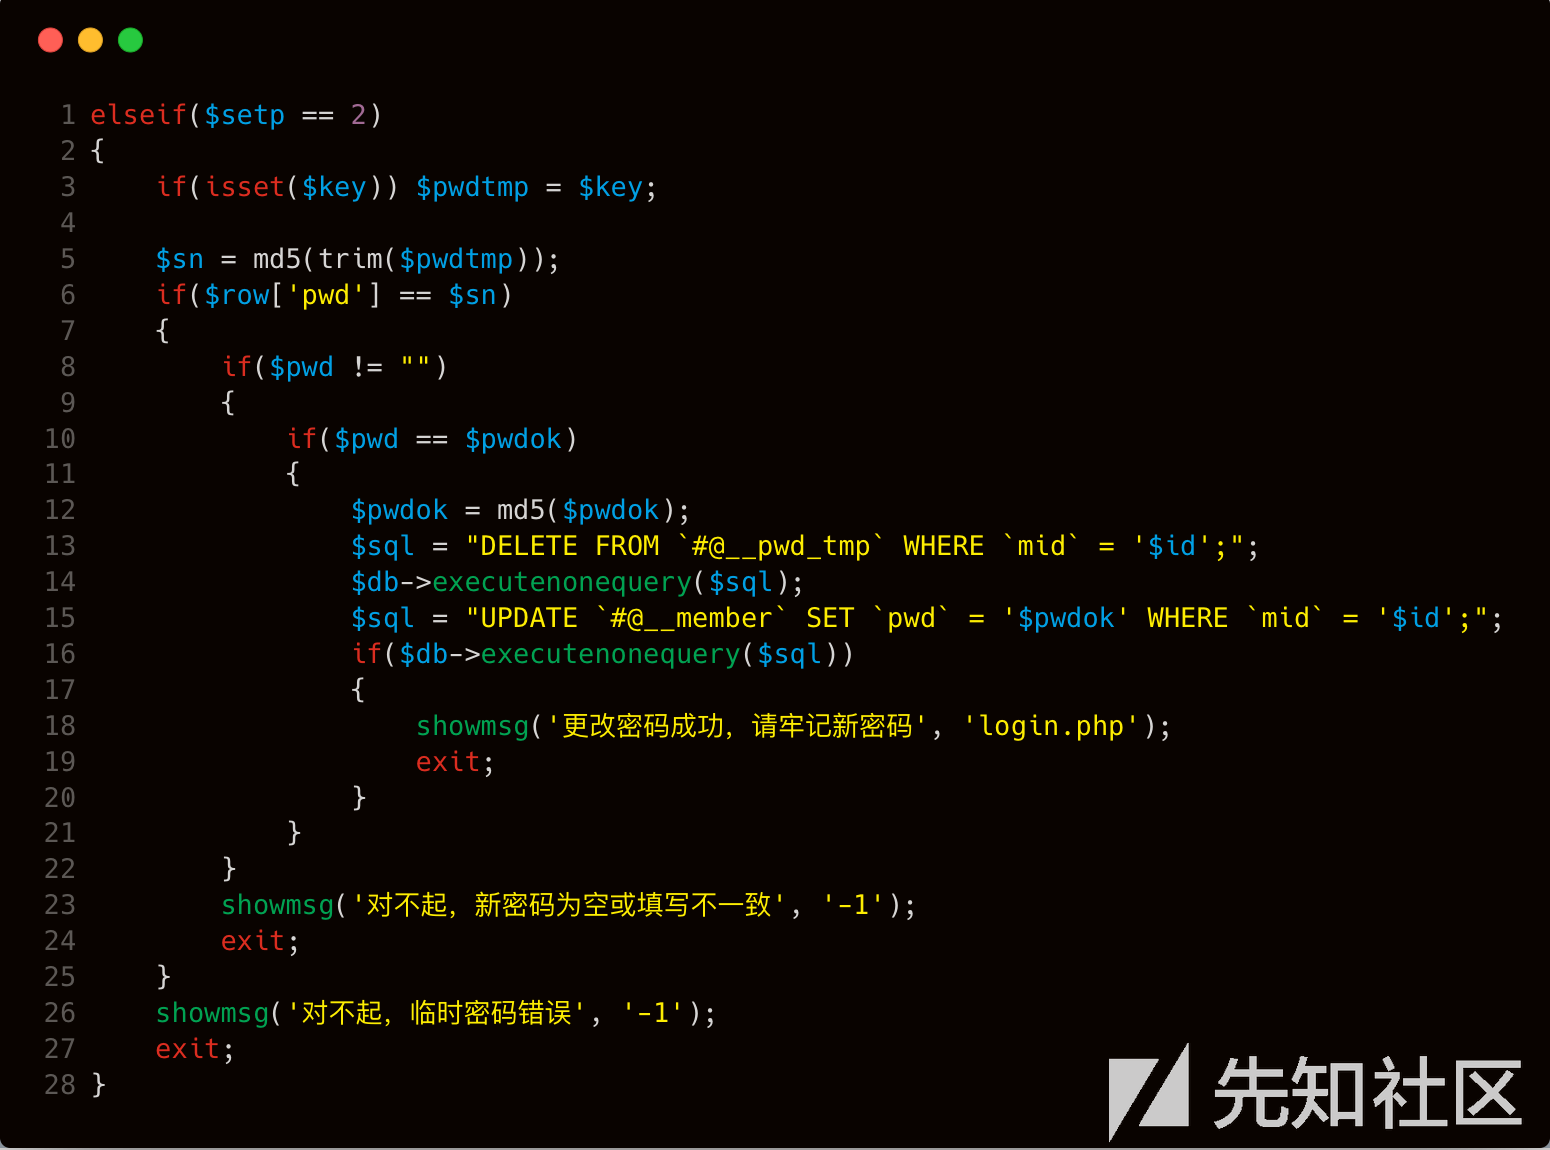 1 elseif($setp == 2)
2 {
3     if(isset($key)) $pwdtmp = $key;
4
5     $sn = md5(trim($pwdtmp));
6     if($row['pwd'] == $sn)
7     {
8         if($pwd != "")
9         {
10             if($pwd == $pwdok)
11             {
12                 $pwdok = md5($pwdok);
13                 $sql = "DELETE FROM `#@__pwd_tmp` WHERE `mid` = '$id';";
14                 $db->executenonequery($sql);
15                 $sql = "UPDATE `#@__member` SET `pwd` = '$pwdok' WHERE `mid` = '$id';";
16                 if($db->executenonequery($sql))
17                 {
18                     showmsg('更改密码成功，请牢记新密码', 'login.php');
19                     exit;
20                 }
21             }
22         }
23         showmsg('对不起，新密码为空或填写不一致', '-1');
24         exit;
25     }
26     showmsg('对不起，临时密码错误', '-1');
27     exit;
28 }
先知社区